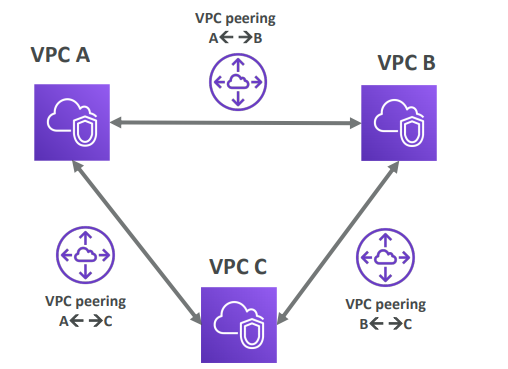 VPC peering
A🡨 🡪B
VPC A
VPC B
VPC C
VPC peering
A🡨 🡪C
VPC peering
B🡨 🡪C